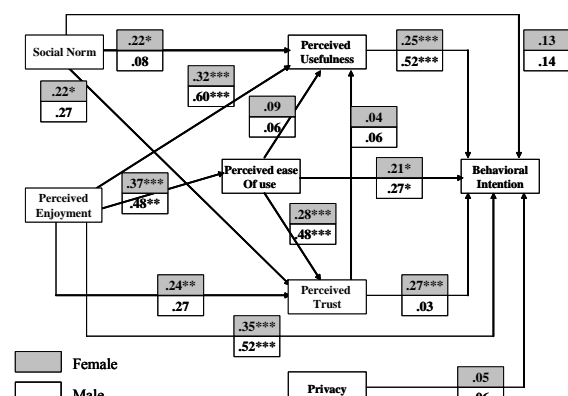 .13
.14
Social Norm
.22*
.08
Perceived
Usefulness
.25***
.52***
.32***
.60***
.22*
.27
.09
.06
.04
.06
Perceived ease
Of use
.21*
.27*
Behavioral
Intention
.37***
.48**
Perceived
Enjoyment
.28***
.48***
.24**
.27
Perceived
Trust
.27***
.03
.35***
.52***
Female
Male
Privacy
.05
.06